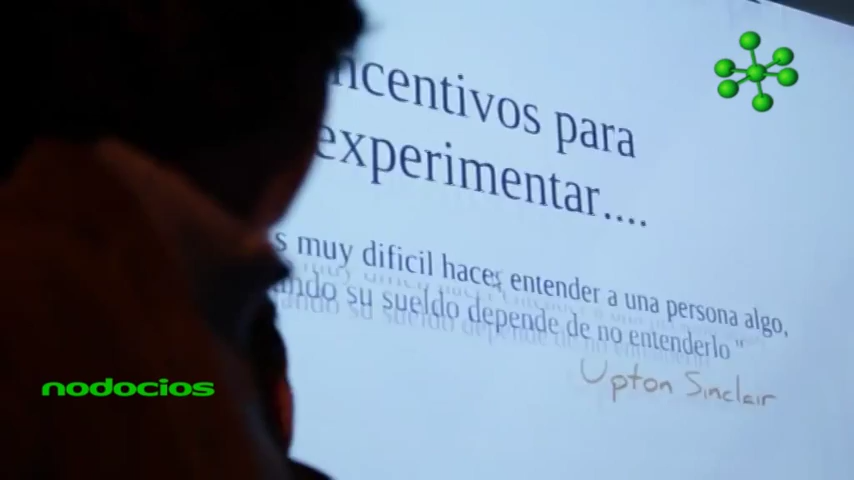 ncentivos para
experimentar....
s muy dificil haces entender a una persona algo,
ando su sueldo depende de no entenderlo"
Upton Sinclair
nodocios